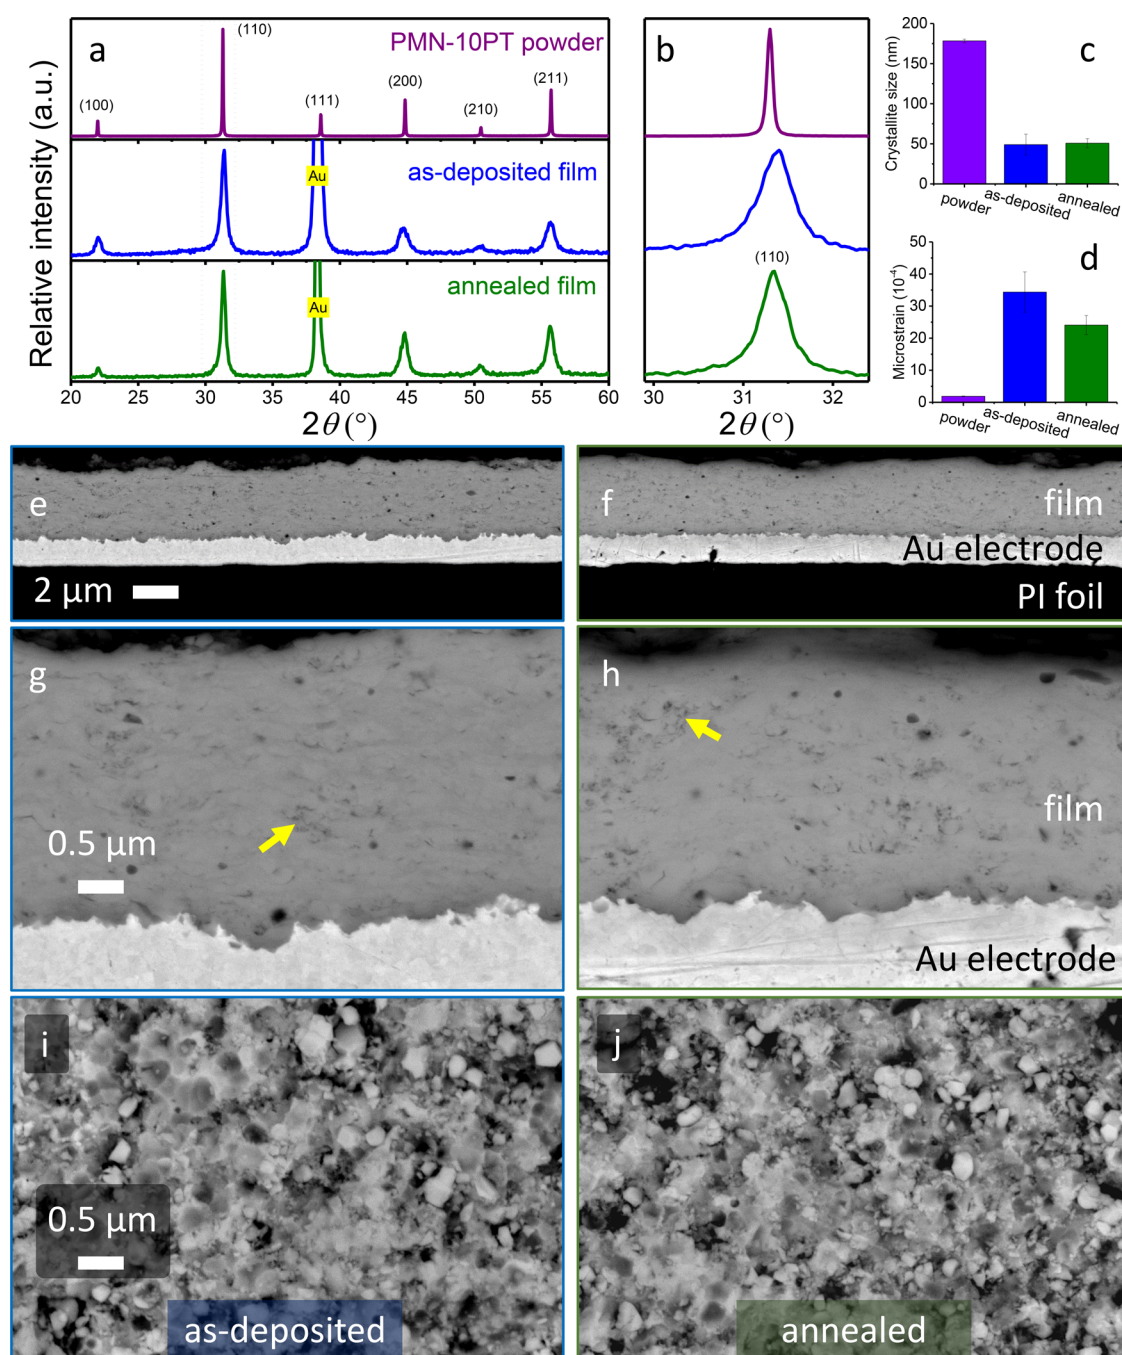 a
PMN-10PT powder
(100)
(110)
(111)
(200)
(210)
(211)
Au
as-deposited film
Au
annealed film
Relative intensity (a.u.)
20 25 30 35 40 45 50 55 60
2θ (°)
b
(110)
30 31 32
2θ (°)
c
Crystallite size (nm)
200
150
100
50
0
powder
as-deposited
annealed
d
Microstrain (10⁻⁴)
50
40
30
20
10
0
powder
as-deposited
annealed
e
2 μm
f
film
Au electrode
PI foil
g
0.5 μm
h
film
Au electrode
i
0.5 μm
as-deposited
j
annealed